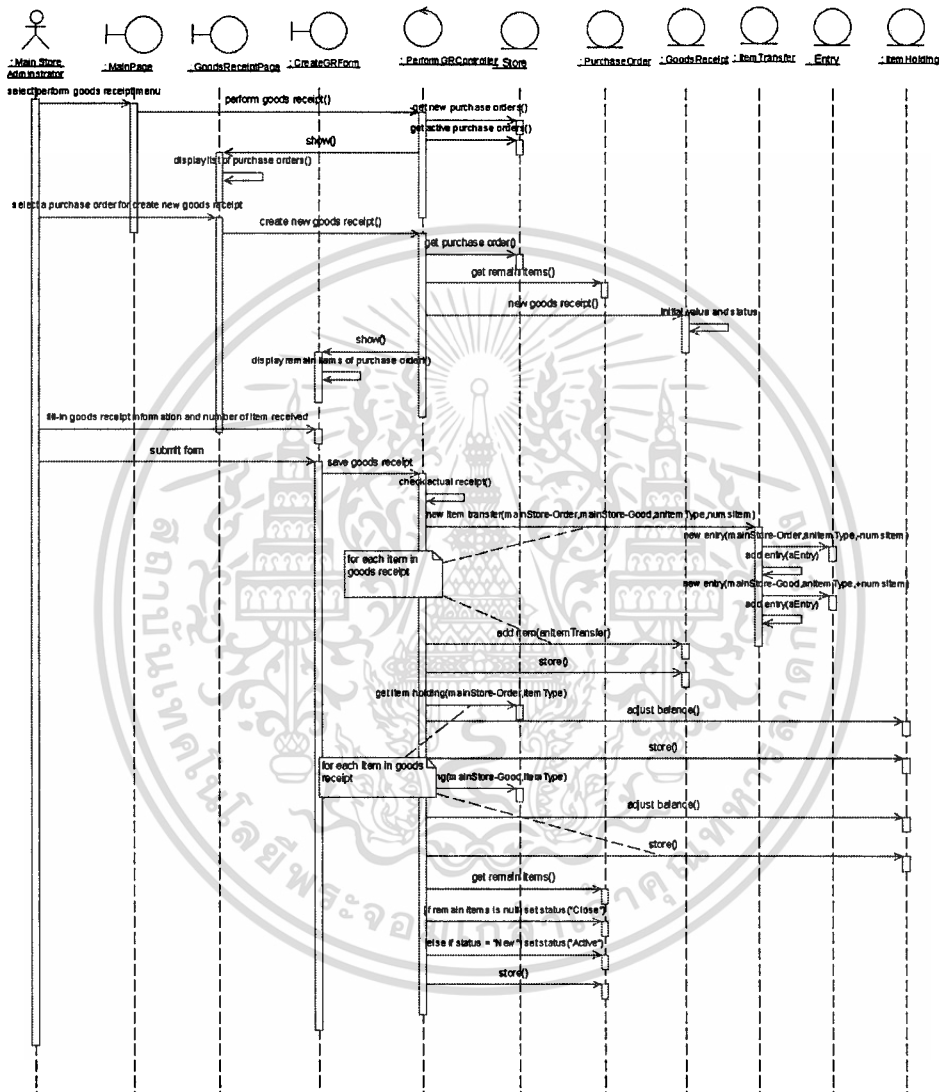 : Main Store
Administrator
: MainPage
: GoodsReceiptPage
: CreateGRForm
: PerformGRController
: Store
: PurchaseOrder
: GoodsReceipt
: ItemTransfer
: Entry
: ItemHolding
select perform goods receipt menu
perform goods receipt()
get new purchase orders()
get active purchase orders()
show()
display list of purchase orders()
select a purchase order for create new goods receipt
create new goods receipt()
get purchase order()
get remain items()
new goods receipt()
initial value and status
show()
display remain items of purchase order()
fill-in goods receipt information and number of item received
submit form
save goods receipt
check actual receipt()
new item transfer(mainStore-Order,mainStore-Good,anItemType,numsItem)
new entry(mainStore-Order,anItemType,-numsItem)
add entry(aEntry)
for each item in
goods receipt
new entry(mainStore-Good,anItemType,+numsItem)
add entry(aEntry)
add item(anItemTransfer)
store()
get item holding(mainStore-Order,ItemType)
adjust balance()
store()
for each item in goods
receipt
ng(mainStore-Good,ItemType)
adjust balance()
store()
get remain items()
(if remain items is null) set status("Close")
(else if status = "New") set status("Active")
store()